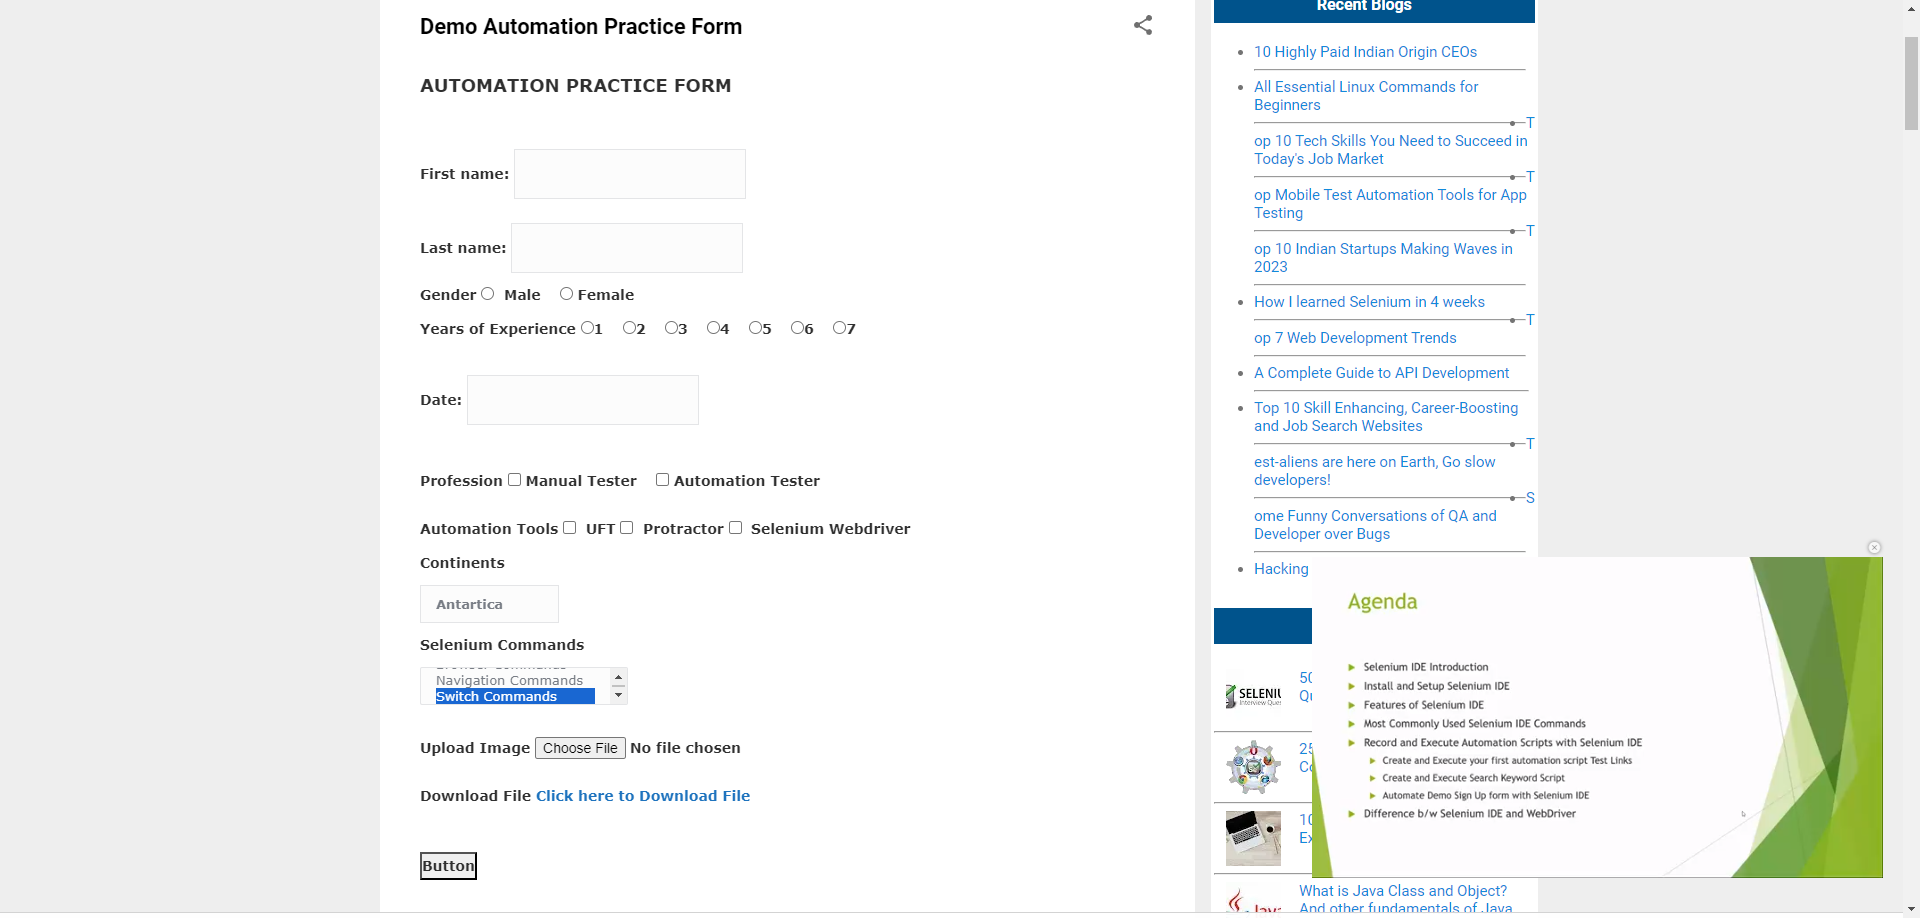 Demo Automation Practice Form
AUTOMATION PRACTICE FORM
First name:
Last name:
Gender Male Female
Years of Experience 1 2 3 4 5 6 7
Date:
Profession Manual Tester Automation Tester
Automation Tools UFT Protractor Selenium Webdriver
Continents
Antartica
Selenium Commands
Browser Commands
Navigation Commands
Switch Commands
Upload Image Choose File No file chosen
Download File Click here to Download File
Button
Recent Blogs
10 Highly Paid Indian Origin CEOs
All Essential Linux Commands for
Beginners
T
op 10 Tech Skills You Need to Succeed in
Today's Job Market
T
op Mobile Test Automation Tools for App
Testing
T
op 10 Indian Startups Making Waves in
2023
How I learned Selenium in 4 weeks
T
op 7 Web Development Trends
A Complete Guide to API Development
Top 10 Skill Enhancing, Career-Boosting
and Job Search Websites
T
est-aliens are here on Earth, Go slow
developers!
S
ome Funny Conversations of QA and
Developer over Bugs
Hacking
SELENIU
Interview Ques
50
Qu
25
Co
10
Ex
Java
What is Java Class and Object?
And other fundamentals of Java
Agenda
Selenium IDE Introduction
Install and Setup Selenium IDE
Features of Selenium IDE
Most Commonly Used Selenium IDE Commands
Record and Execute Automation Scripts with Selenium IDE
Create and Execute your first automation script Test Links
Create and Execute Search Keyword Script
Automate Demo Sign Up form with Selenium IDE
Difference b/w Selenium IDE and WebDriver